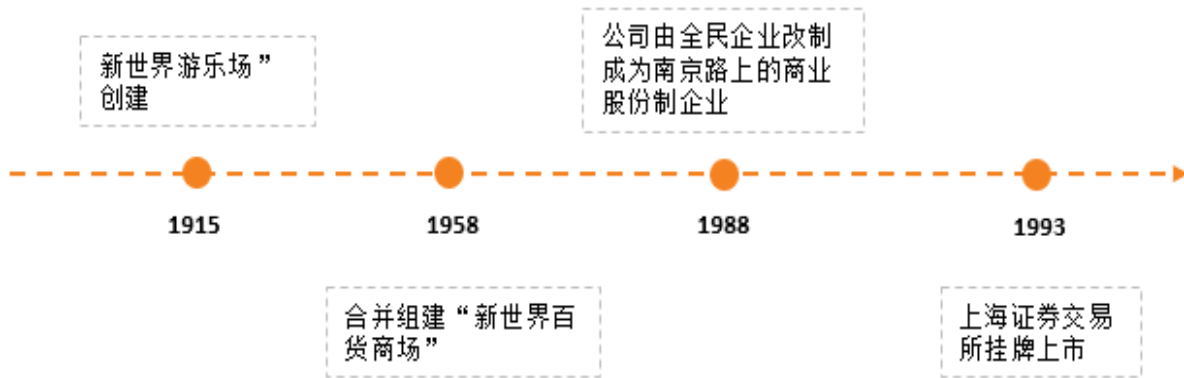 新世界游乐场”
创建
公司由全民企业改制
成为南京路上的商业
股份制企业
1915
1958
1988
1993
合并组建“新世界百
货商场”
上海证券交易
所挂牌上市